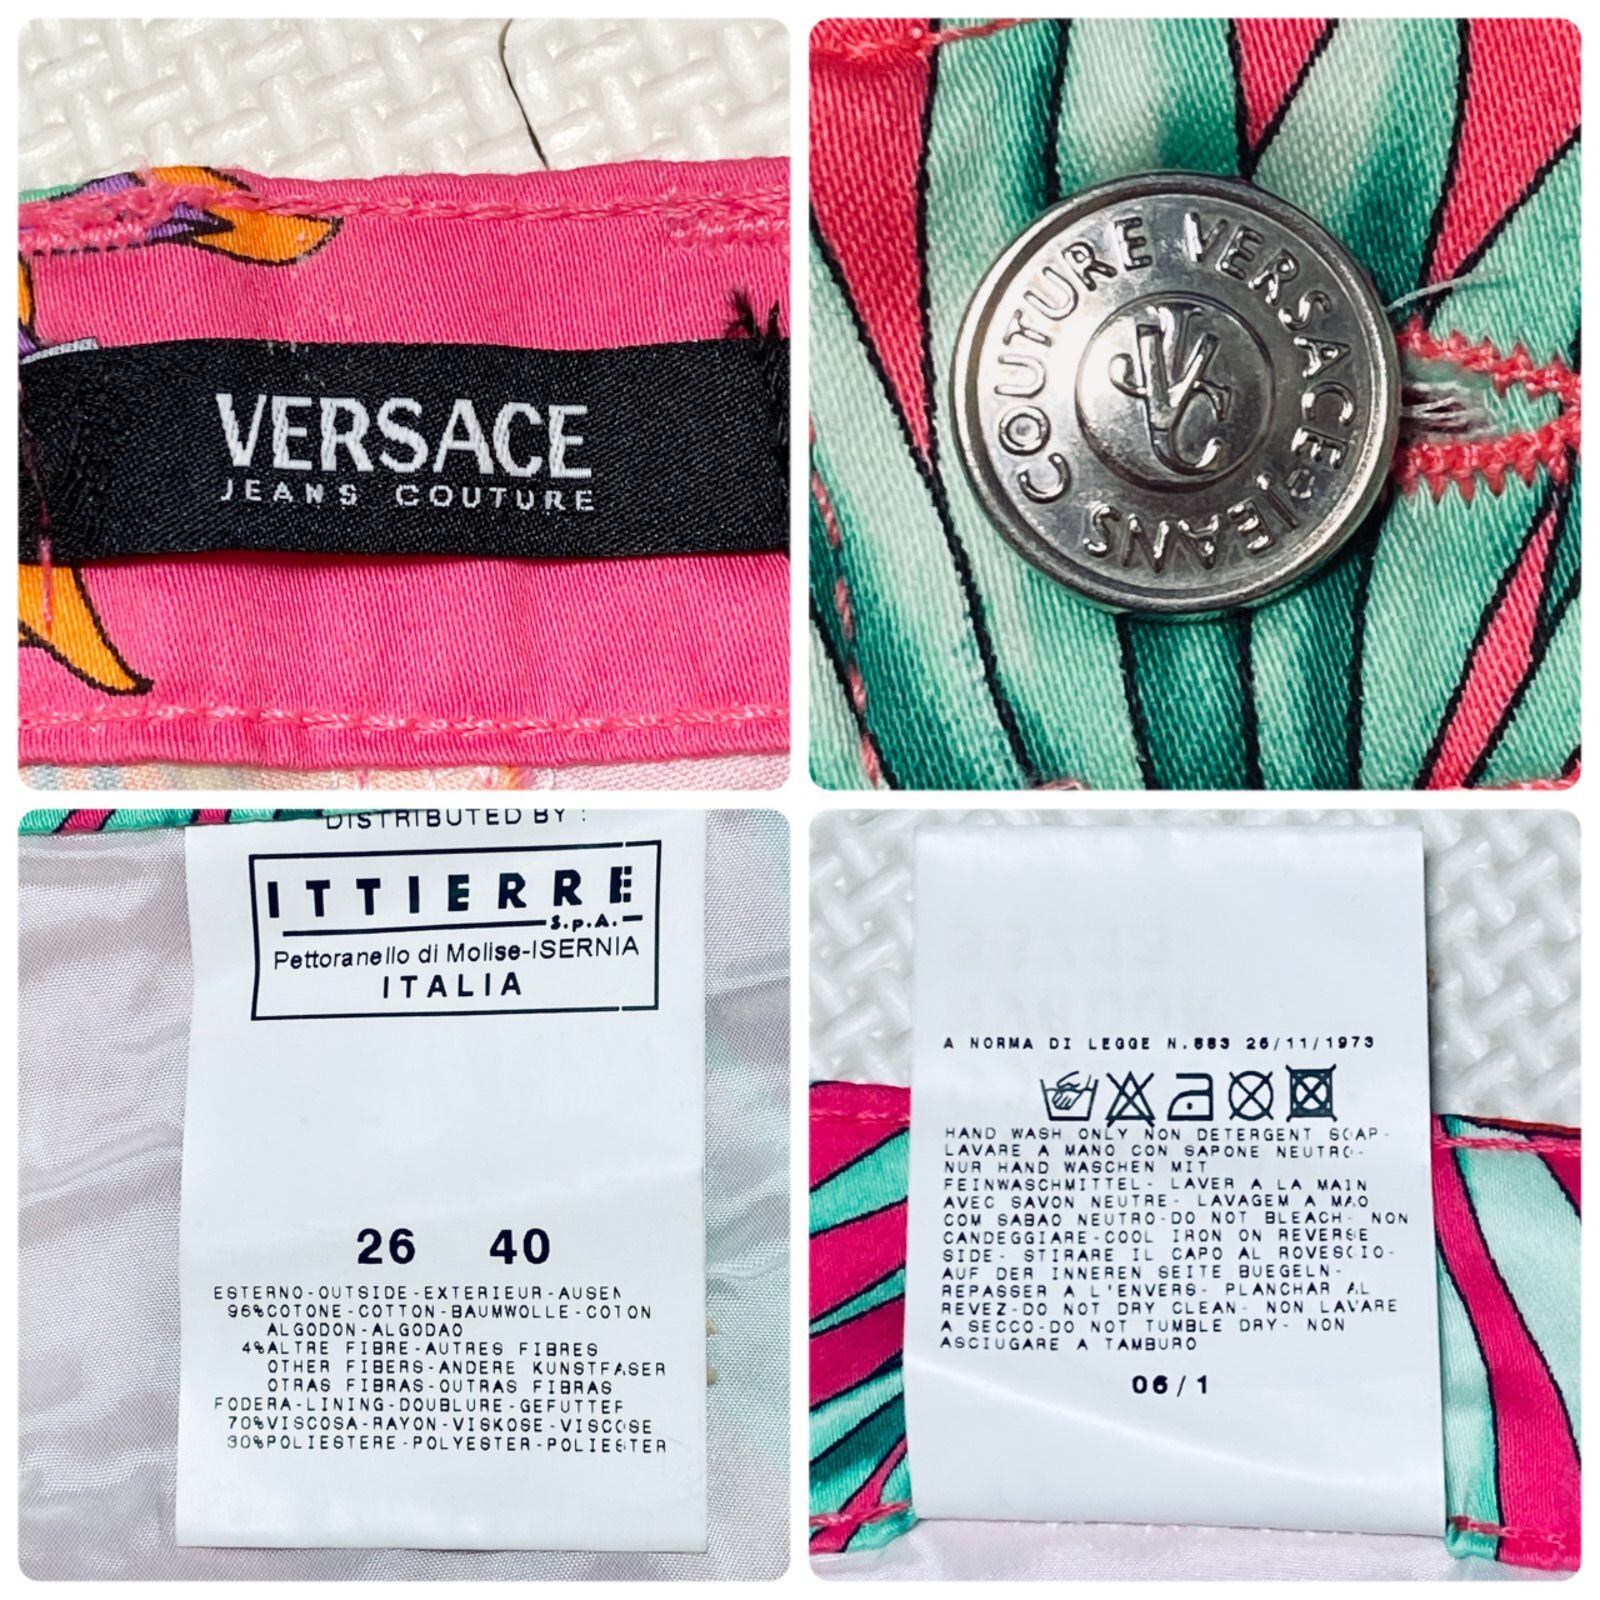 VERSACE
JEANS COUTURE
COUTURE VERSACE JEANS
VJC
DISTRIBUTED BY :
ITTIERRE
S.p.A.
Pettoranello di Molise-ISERNIA
ITALIA
26 40
ESTERNO-OUTSIDE-EXTERIEUR-AUSEN
96%COTONE-COTTON-BAUMWOLLE-COTON
ALGODON-ALGODAO
4%ALTRE FIBRE-AUTRES FIBRES
OTHER FIBERS-ANDERE KUNSTFASER
OTRAS FIBRAS-OUTRAS FIBRAS
FODERA-LINING-DOUBLURE-GEFUTTER
70%VISCOSA-RAYON-VISKOSE-VISCOSE
30%POLIESTERE-POLYESTER-POLIESTER
A NORMA DI LEGGE N.883 26/11/1973
HAND WASH ONLY NON DETERGENT SOAP-
LAVARE A MANO CON SAPONE NEUTRO-
NUR HAND WASCHEN MIT
FEINWASCHMITTEL- LAVER A LA MAIN
AVEC SAVON NEUTRE- LAVAGEM A MAO
COM SABAO NEUTRO-DO NOT BLEACH- NON
CANDEGGIARE-COOL IRON ON REVERSE
SIDE- STIRARE IL CAPO AL ROVESCIO-
AUF DER INNEREN SEITE BUEGELN-
REPASSER A L'ENVERS- PLANCHAR AL
REVEZ-DO NOT DRY CLEAN- NON LAVARE
A SECCO-DO NOT TUMBLE DRY- NON
ASCIUGARE A TAMBURO
06/1